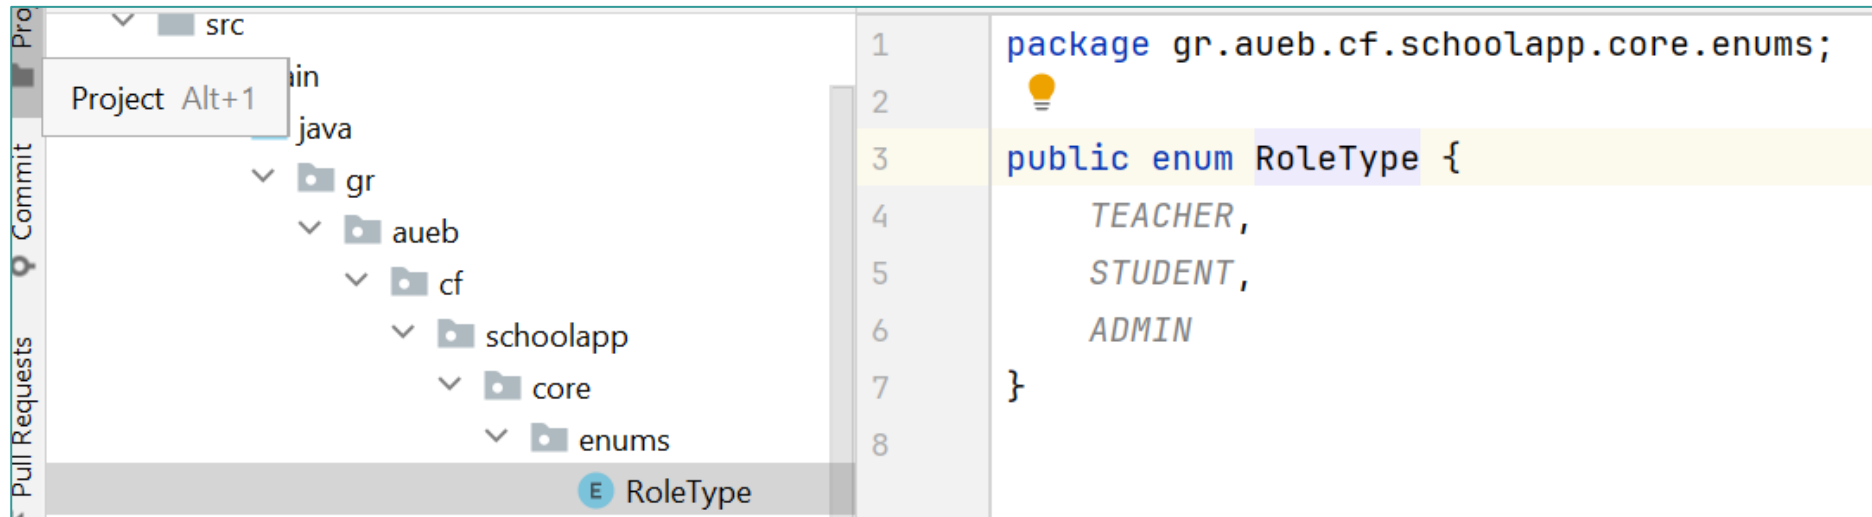 src
Project Alt+1
ain
java
gr
aueb
cf
schoolapp
core
enums
RoleType
Pro
Commit
Pull Requests
1 package gr.aueb.cf.schoolapp.core.enums;
2
3 public enum RoleType {
4 TEACHER,
5 STUDENT,
6 ADMIN
7 }
8